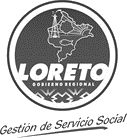 LORETO
GOBIERNO REGIONAL
Gestión de Servicio Social